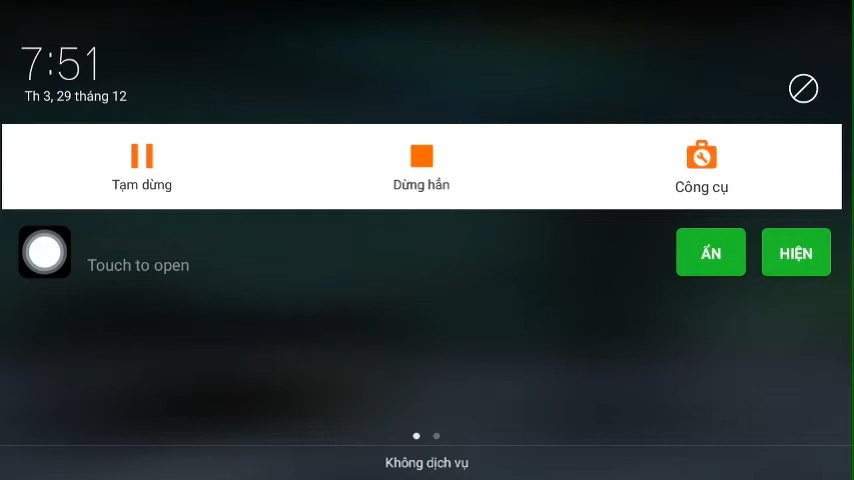 7:51
Th 3, 29 tháng 12
Tạm dừng
Dừng hẳn
Công cụ
Touch to open
ẨN
HIỆN
Không dịch vụ